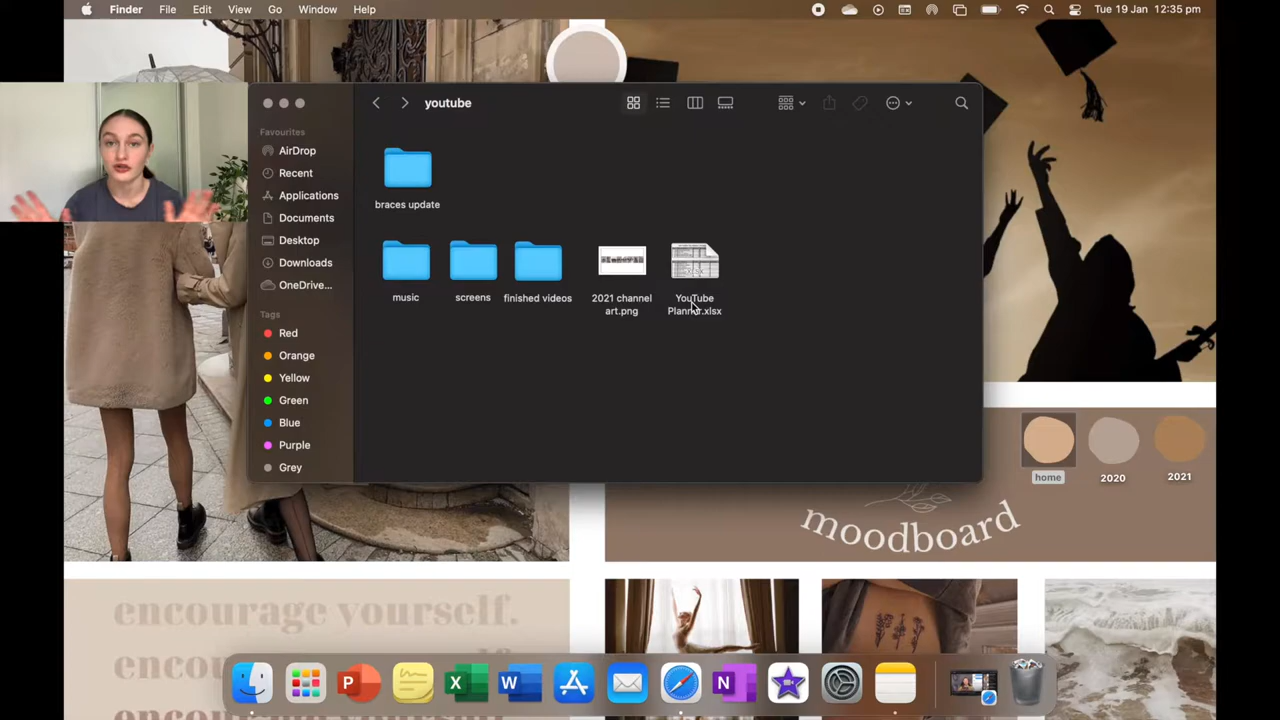 Finder File Edit View Go Window Help
Tue 19 Jan 12:35 pm
youtube
Favourites
AirDrop
Recent
Applications
Documents
Desktop
Downloads
OneDrive...
Tags
Red
Orange
Yellow
Green
Blue
Purple
Grey
braces update
music
screens
finished videos
2021 channel
art.png
YouTube
Planner.xlsx
home
2020
2021
moodboard
encourage yourself.
P
X
W
N